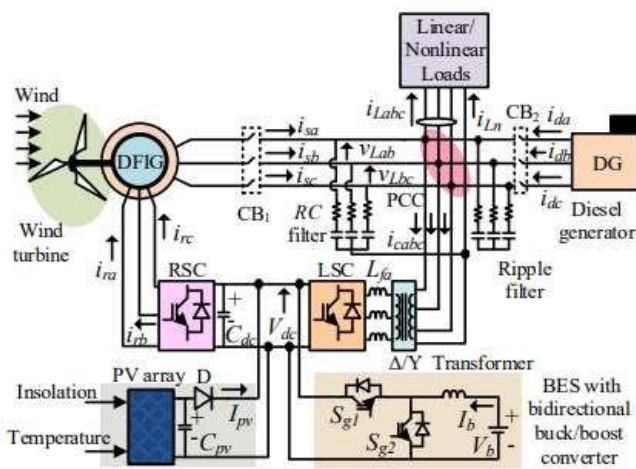 Linear/
Nonlinear
Loads
Wind
DFIG
Wind
turbine
i_sa
i_sb
i_sc
CB₁
i_Labc
i_Ln
CB₂
i_da
i_db
i_dc
DG
Diesel
generator
v_Lab
v_Lbc
RC
filter
PCC
i_cabc
Ripple
filter
i_rc
i_ra
i_rb
RSC
+
-
C_dc
V_dc
LSC
L_fa
Δ/Y Transformer
PV array
D
Insolation
Temperature
I_pv
+
-
C_pv
S_g1
S_g2
I_b
V_b
+
-
BES with
bidirectional
buck/boost
converter